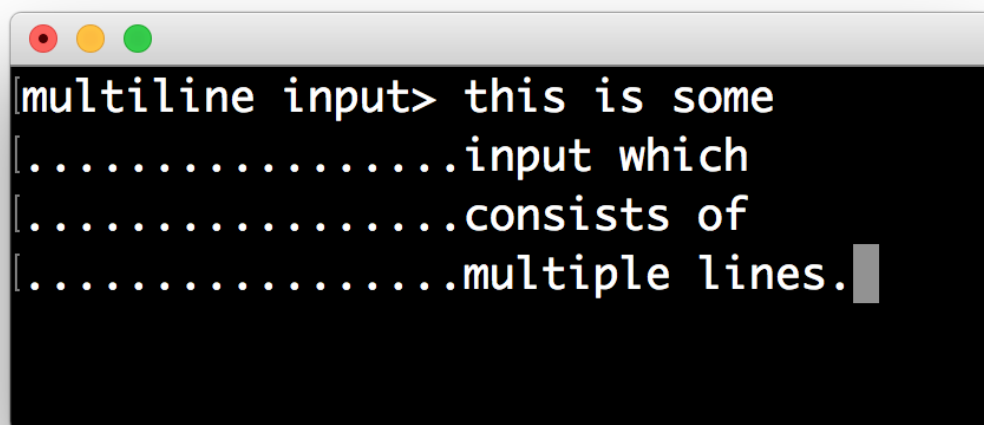 multiline input> this is some
.................input which
.................consists of
.................multiple lines.